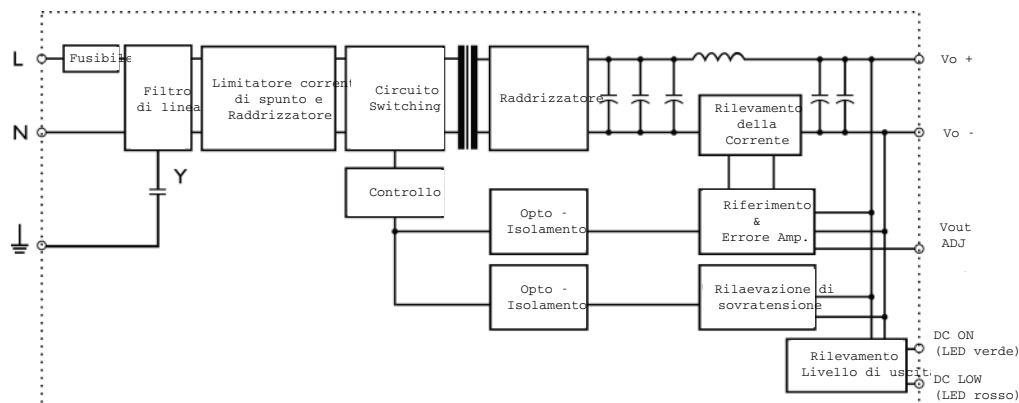 L
Fusibile
Filtro
di linea
Limitatore corrent
di spunto e
Raddrizzatore
Circuito
Switching
Raddrizzatore
Rilevamento
della
Corrente
Vo +
N
Vo -
Y
Controllo
Opto -
Isolamento
Riferimento
&
Errore Amp.
Vout
ADJ
Opto -
Isolamento
Rilaevazione di
sovratensione
Rilevamento
Livello di uscita
DC ON
(LED verde)
DC LOW
(LED rosso)